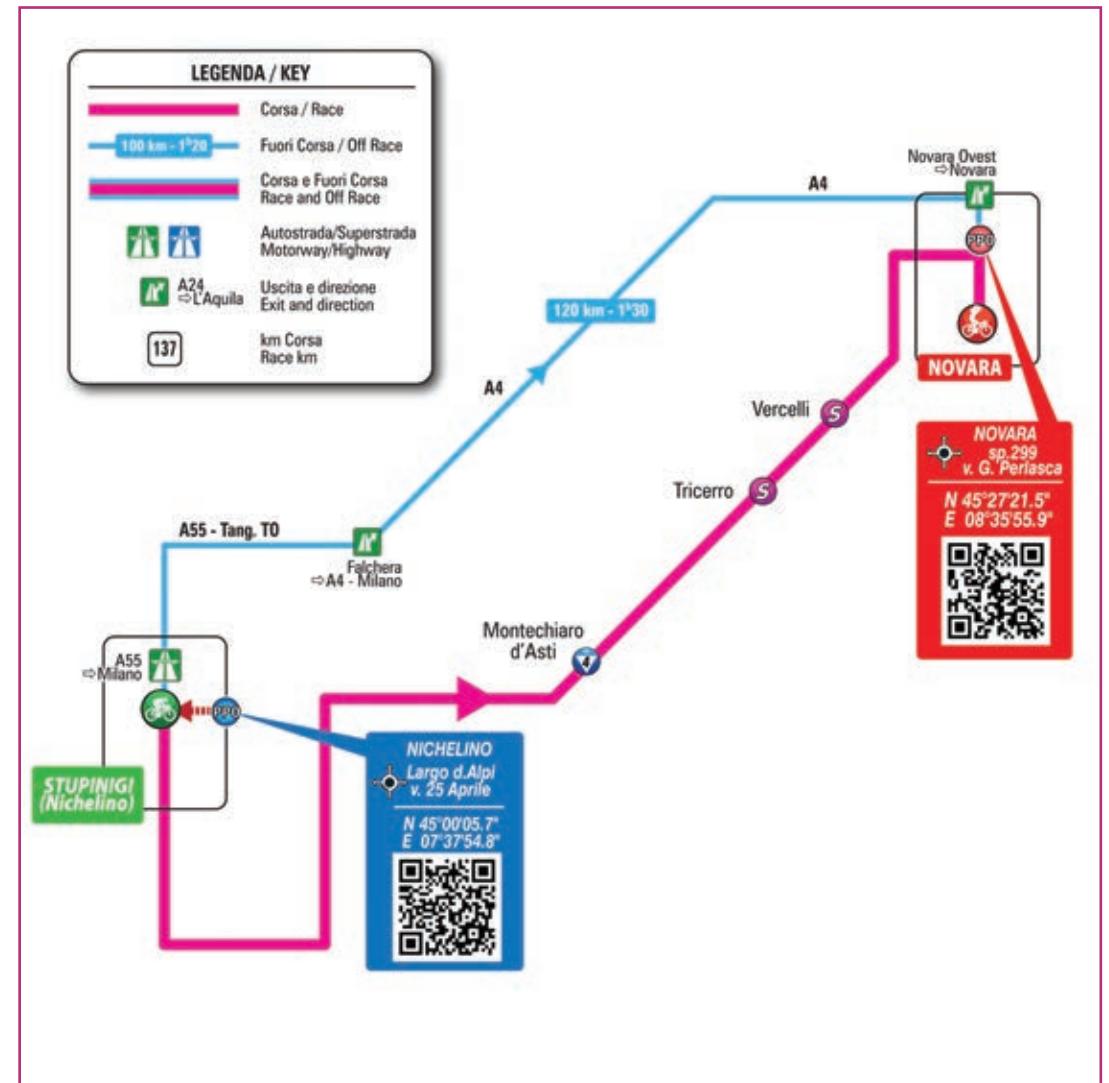 LEGENDA / KEY
Corsa / Race
100 km - 1h20
Fuori Corsa / Off Race
Corsa e Fuori Corsa
Race and Off Race
Autostrada/Superstrada
Motorway/Highway
A24
⇨L'Aquila
Uscita e direzione
Exit and direction
137
km Corsa
Race km
Novara Ovest
⇨Novara
A4
PPO
120 km - 1h30
NOVARA
A4
Vercelli
S
NOVARA
sp.299
v. G. Perlasca
N 45°27'21.5"
E 08°35'55.9"
Tricerro
S
A55 - Tang. TO
Falchera
⇨A4 - Milano
Montechiaro
d'Asti
4
A55
⇨Milano
PPO
STUPINIGI
(Nichelino)
NICHELINO
Largo d.Alpi
v. 25 Aprile
N 45°00'05.7"
E 07°37'54.8"